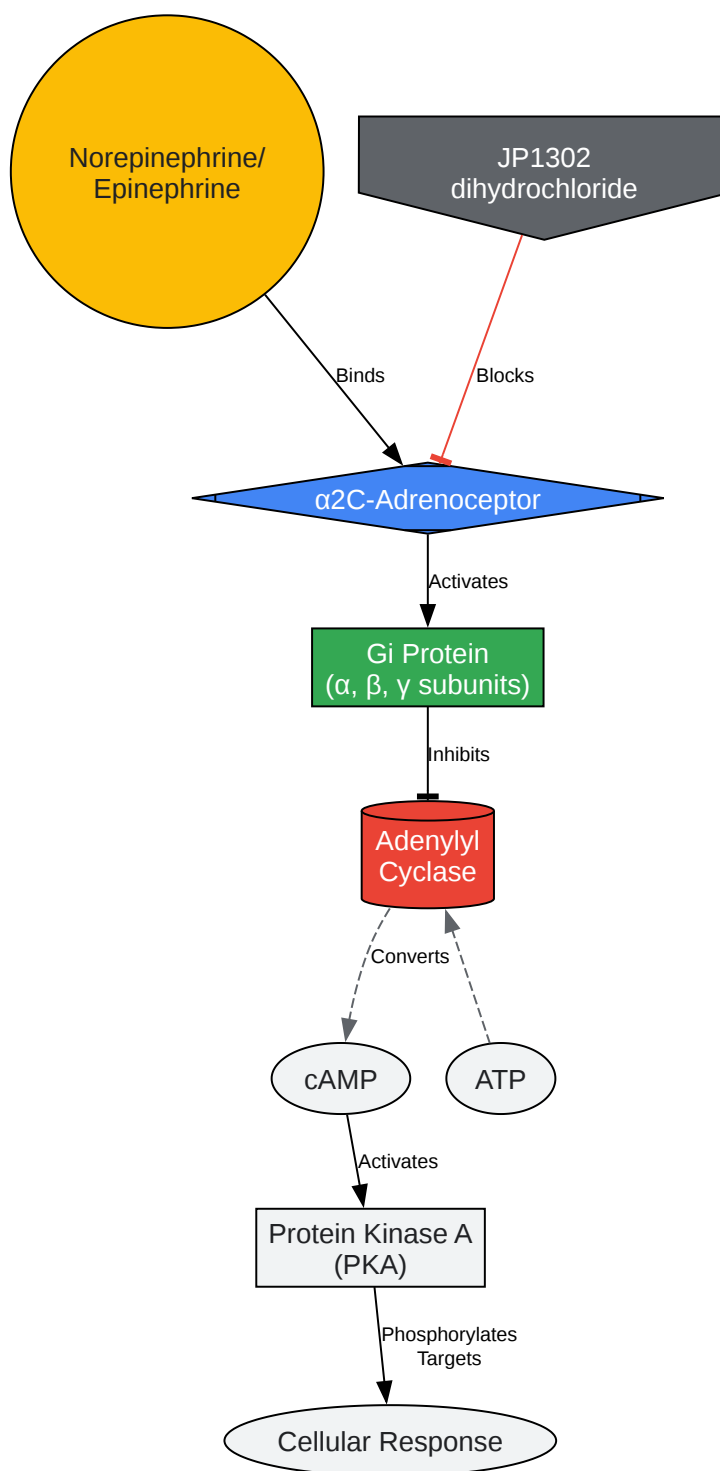 Norepinephrine/
Epinephrine
JP1302
dihydrochloride
Binds
Blocks
α2C-Adrenoceptor
Activates
Gi Protein
(α, β, γ subunits)
Inhibits
Adenylyl
Cyclase
Converts
cAMP
ATP
Activates
Protein Kinase A
(PKA)
Phosphorylates
Targets
Cellular Response